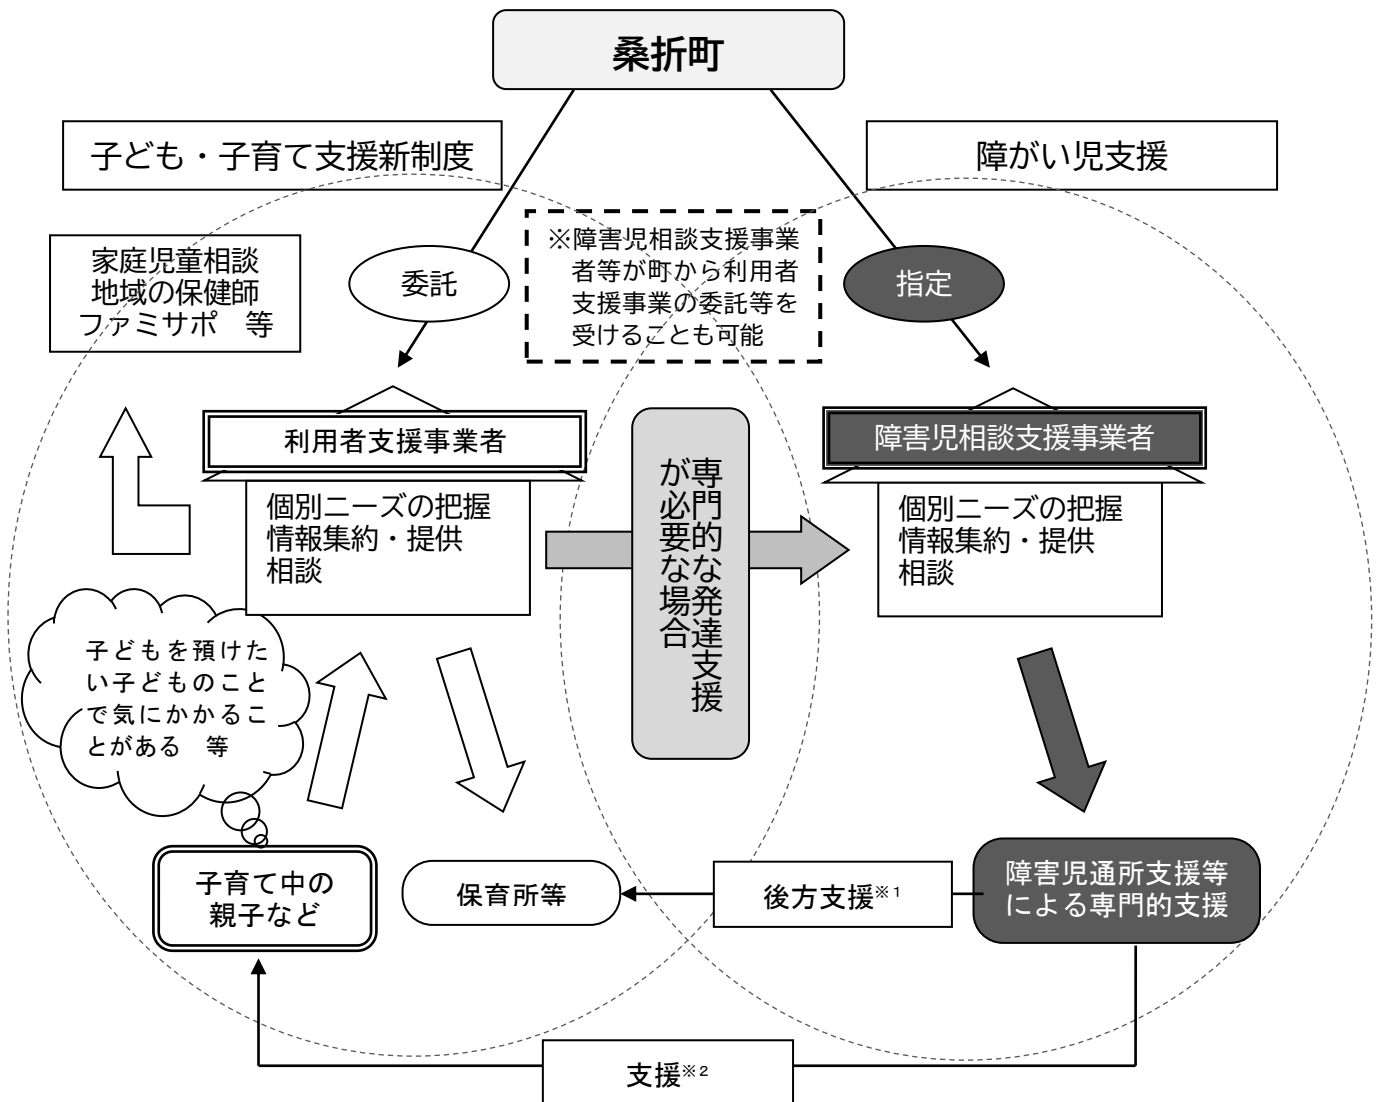 桑折町
子ども・子育て支援新制度
障がい児支援
家庭児童相談
地域の保健師
ファミサポ　等
委託
※障害児相談支援事業
者等が町から利用者
支援事業の委託等を
受けることも可能
指定
利用者支援事業者
障害児相談支援事業者
個別ニーズの把握
情報集約・提供
相談
専門的な発達支援
が必要な場合
個別ニーズの把握
情報集約・提供
相談
子どもを預けた
い子どものこと
で気にかかるこ
とがある　等
子育て中の
親子など
保育所等
後方支援※1
障害児通所支援等
による専門的支援
支援※2